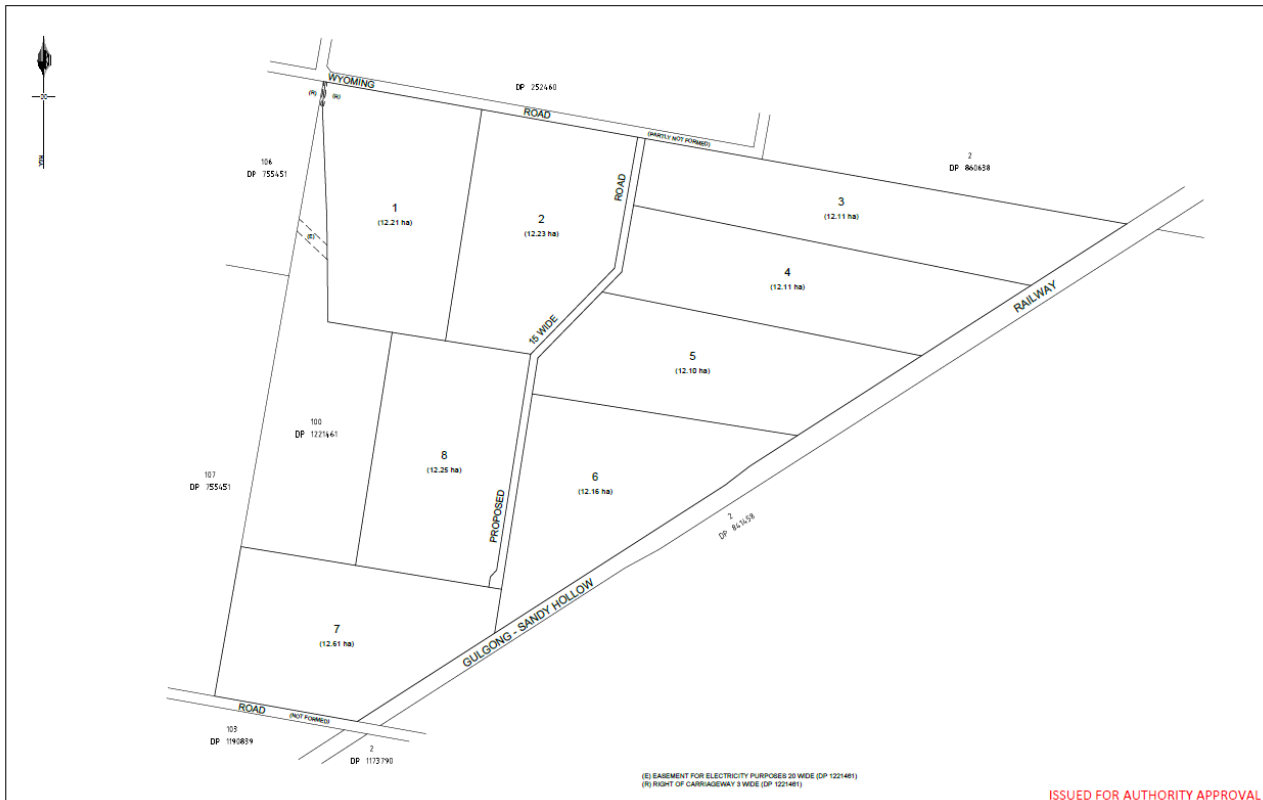 WYOMING
ROAD
(PARTLY NOT FORMED)
DP 252460
(R)
(E)
106
DP 755451
2
DP 860638
1
(12.21 ha)
2
(12.23 ha)
ROAD
3
(12.11 ha)
(E)
4
(12.11 ha)
RAILWAY
15 WIDE
5
(12.10 ha)
100
DP 1221461
8
(12.25 ha)
6
(12.16 ha)
107
DP 755451
PROPOSED
2
DP 841458
GULGONG - SANDY HOLLOW
7
(12.61 ha)
ROAD
(NOT FORMED)
103
DP 1190839
2
DP 1173790
(E) EASEMENT FOR ELECTRICITY PURPOSES 20 WIDE (DP 1221461)
(R) RIGHT OF CARRIAGEWAY 3 WIDE (DP 1221461)
ISSUED FOR AUTHORITY APPROVAL